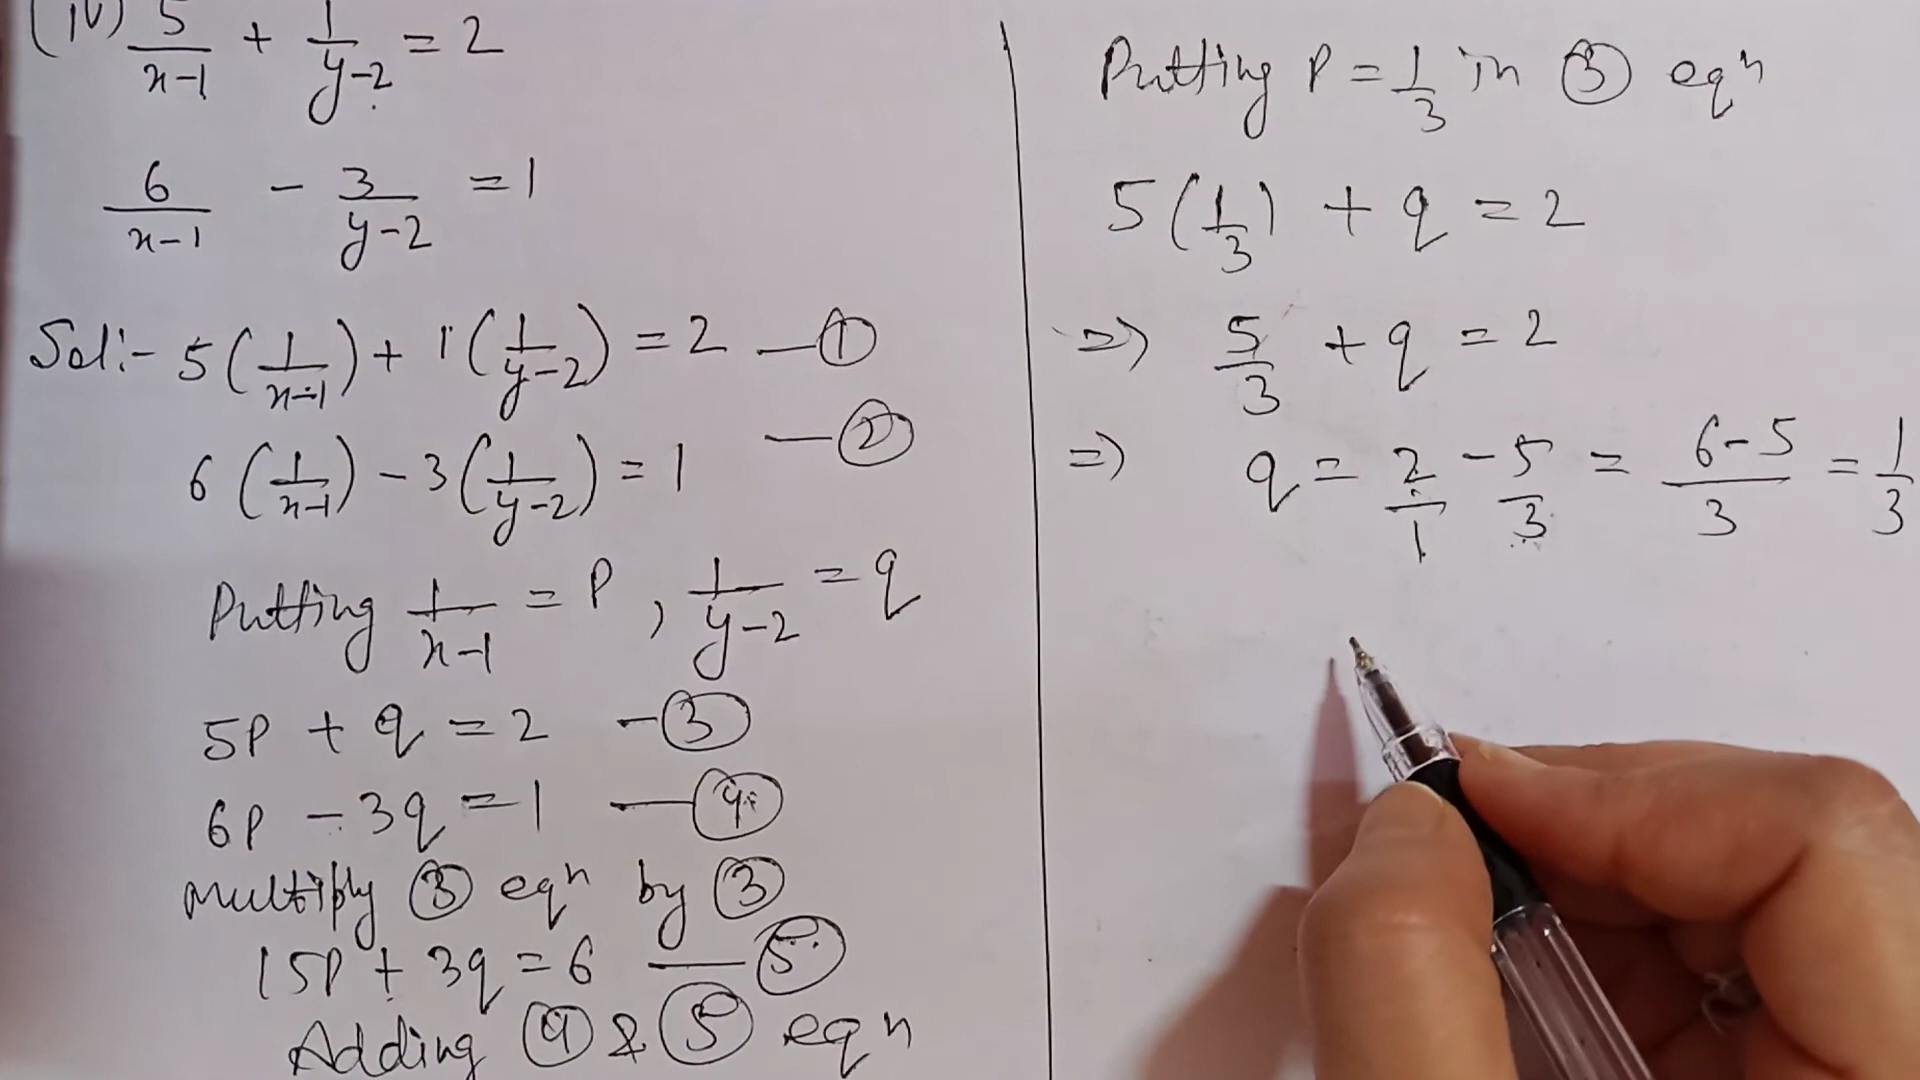 (iv) 5/(x-1) + 1/(y-2) = 2
6/(x-1) - 3/(y-2) = 1
Sol:- 5(1/(x-1)) + 1(1/(y-2)) = 2 —①
6(1/(x-1)) - 3(1/(y-2)) = 1 —②
Putting 1/(x-1) = P, 1/(y-2) = q
5P + q = 2 —③
6P - 3q = 1 —④
Multiply ③ eqⁿ by ③
15P + 3q = 6 —⑤
Adding ④ & ⑤ eqn
Putting P = 1/3 in ③ eqⁿ
5(1/3) + q = 2
=> 5/3 + q = 2
=> q = 2/1 - 5/3 = (6-5)/3 = 1/3